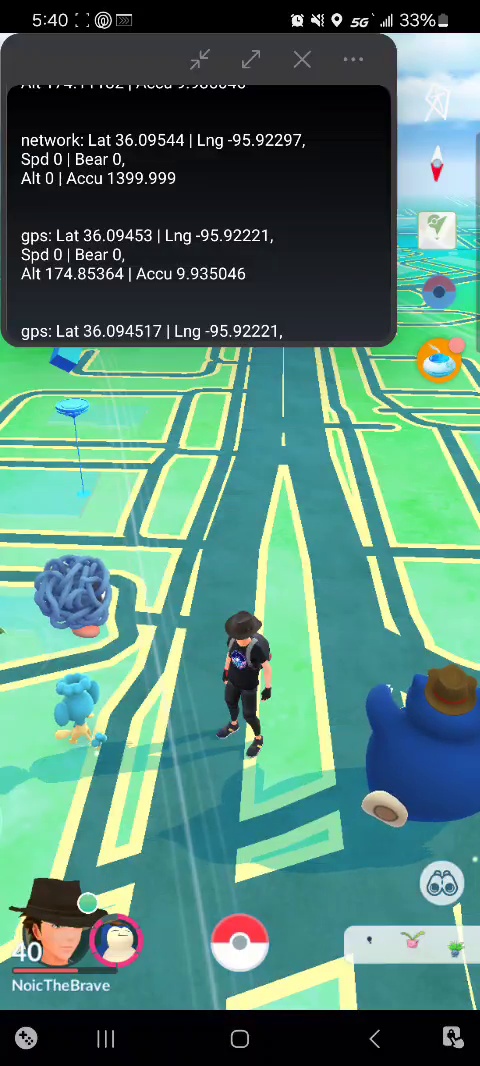 5:40
5G
33%
network: Lat 36.09544 | Lng -95.92297,
Spd 0 | Bear 0,
Alt 0 | Accu 1399.999
gps: Lat 36.09453 | Lng -95.92221,
Spd 0 | Bear 0,
Alt 174.85364 | Accu 9.935046
gps: Lat 36.094517 | Lng -95.92221,
40
NoicTheBrave